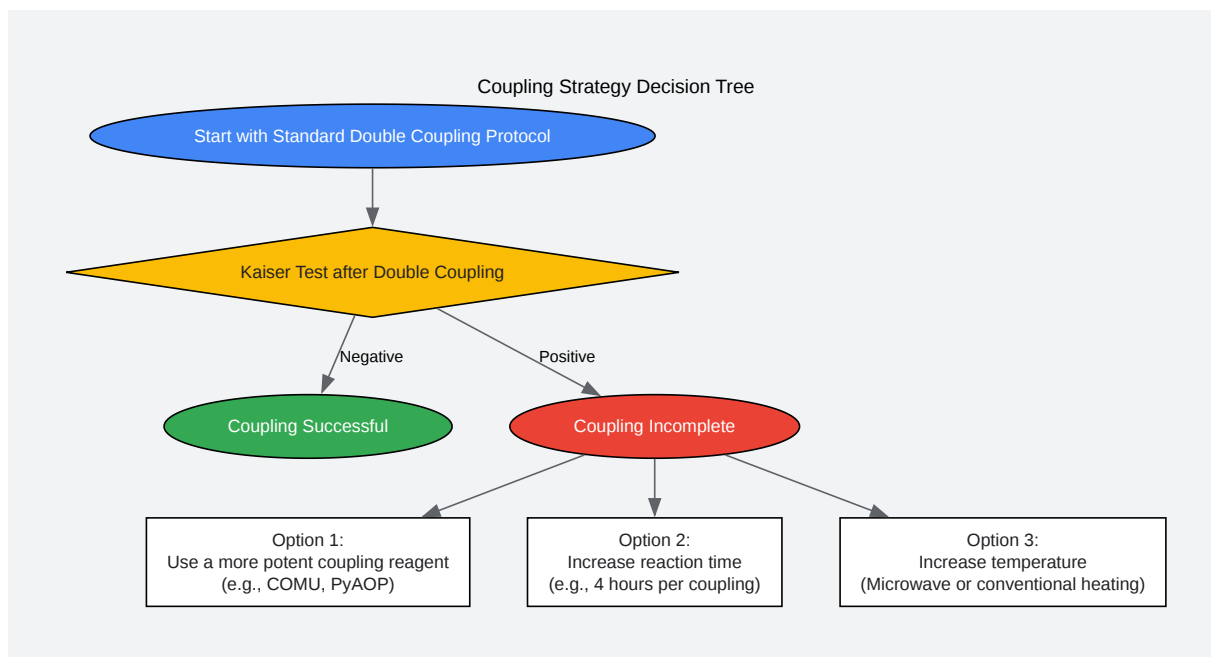 Coupling Strategy Decision Tree
Start with Standard Double Coupling Protocol
Kaiser Test after Double Coupling
Negative
Positive
Coupling Successful
Coupling Incomplete
Option 1:
Use a more potent coupling reagent
(e.g., COMU, PyAOP)
Option 2:
Increase reaction time
(e.g., 4 hours per coupling)
Option 3:
Increase temperature
(Microwave or conventional heating)